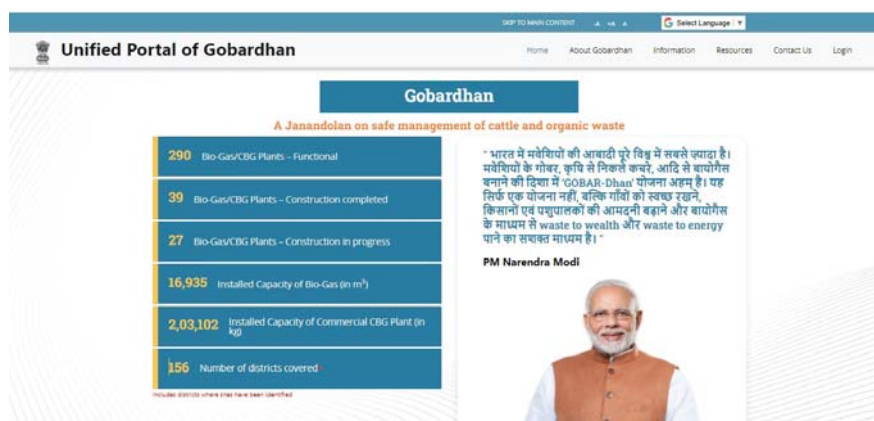 SKIP TO MAIN CONTENT -A +A A Select Language ▼
Unified Portal of Gobardhan
Home About Gobardhan Information Resources Contact Us Login
Gobardhan
A Janandolan on safe management of cattle and organic waste
290 Bio-Gas/CBG Plants – Functional
39 Bio-Gas/CBG Plants – Construction completed
27 Bio-Gas/CBG Plants – Construction in progress
16,935 Installed Capacity of Bio-Gas (in m³)
2,03,102 Installed Capacity of Commercial CBG Plant (in
kg)
156 Number of districts covered
Includes districts where sites have been identified
" भारत में मवेशियों की आबादी पूरे विश्व में सबसे ज़्यादा है।
मवेशियों के गोबर, कृषि से निकले कचरे, आदि से बायोगैस
बनाने की दिशा में 'GOBAR-Dhan' योजना अहम् है। यह
सिर्फ एक योजना नहीं, बल्कि गाँवों को स्वच्छ रखने,
किसानों एवं पशुपालकों की आमदनी बढ़ाने और बायोगैस
के माध्यम से waste to wealth और waste to energy
पाने का सशक्त माध्यम है। "
PM Narendra Modi